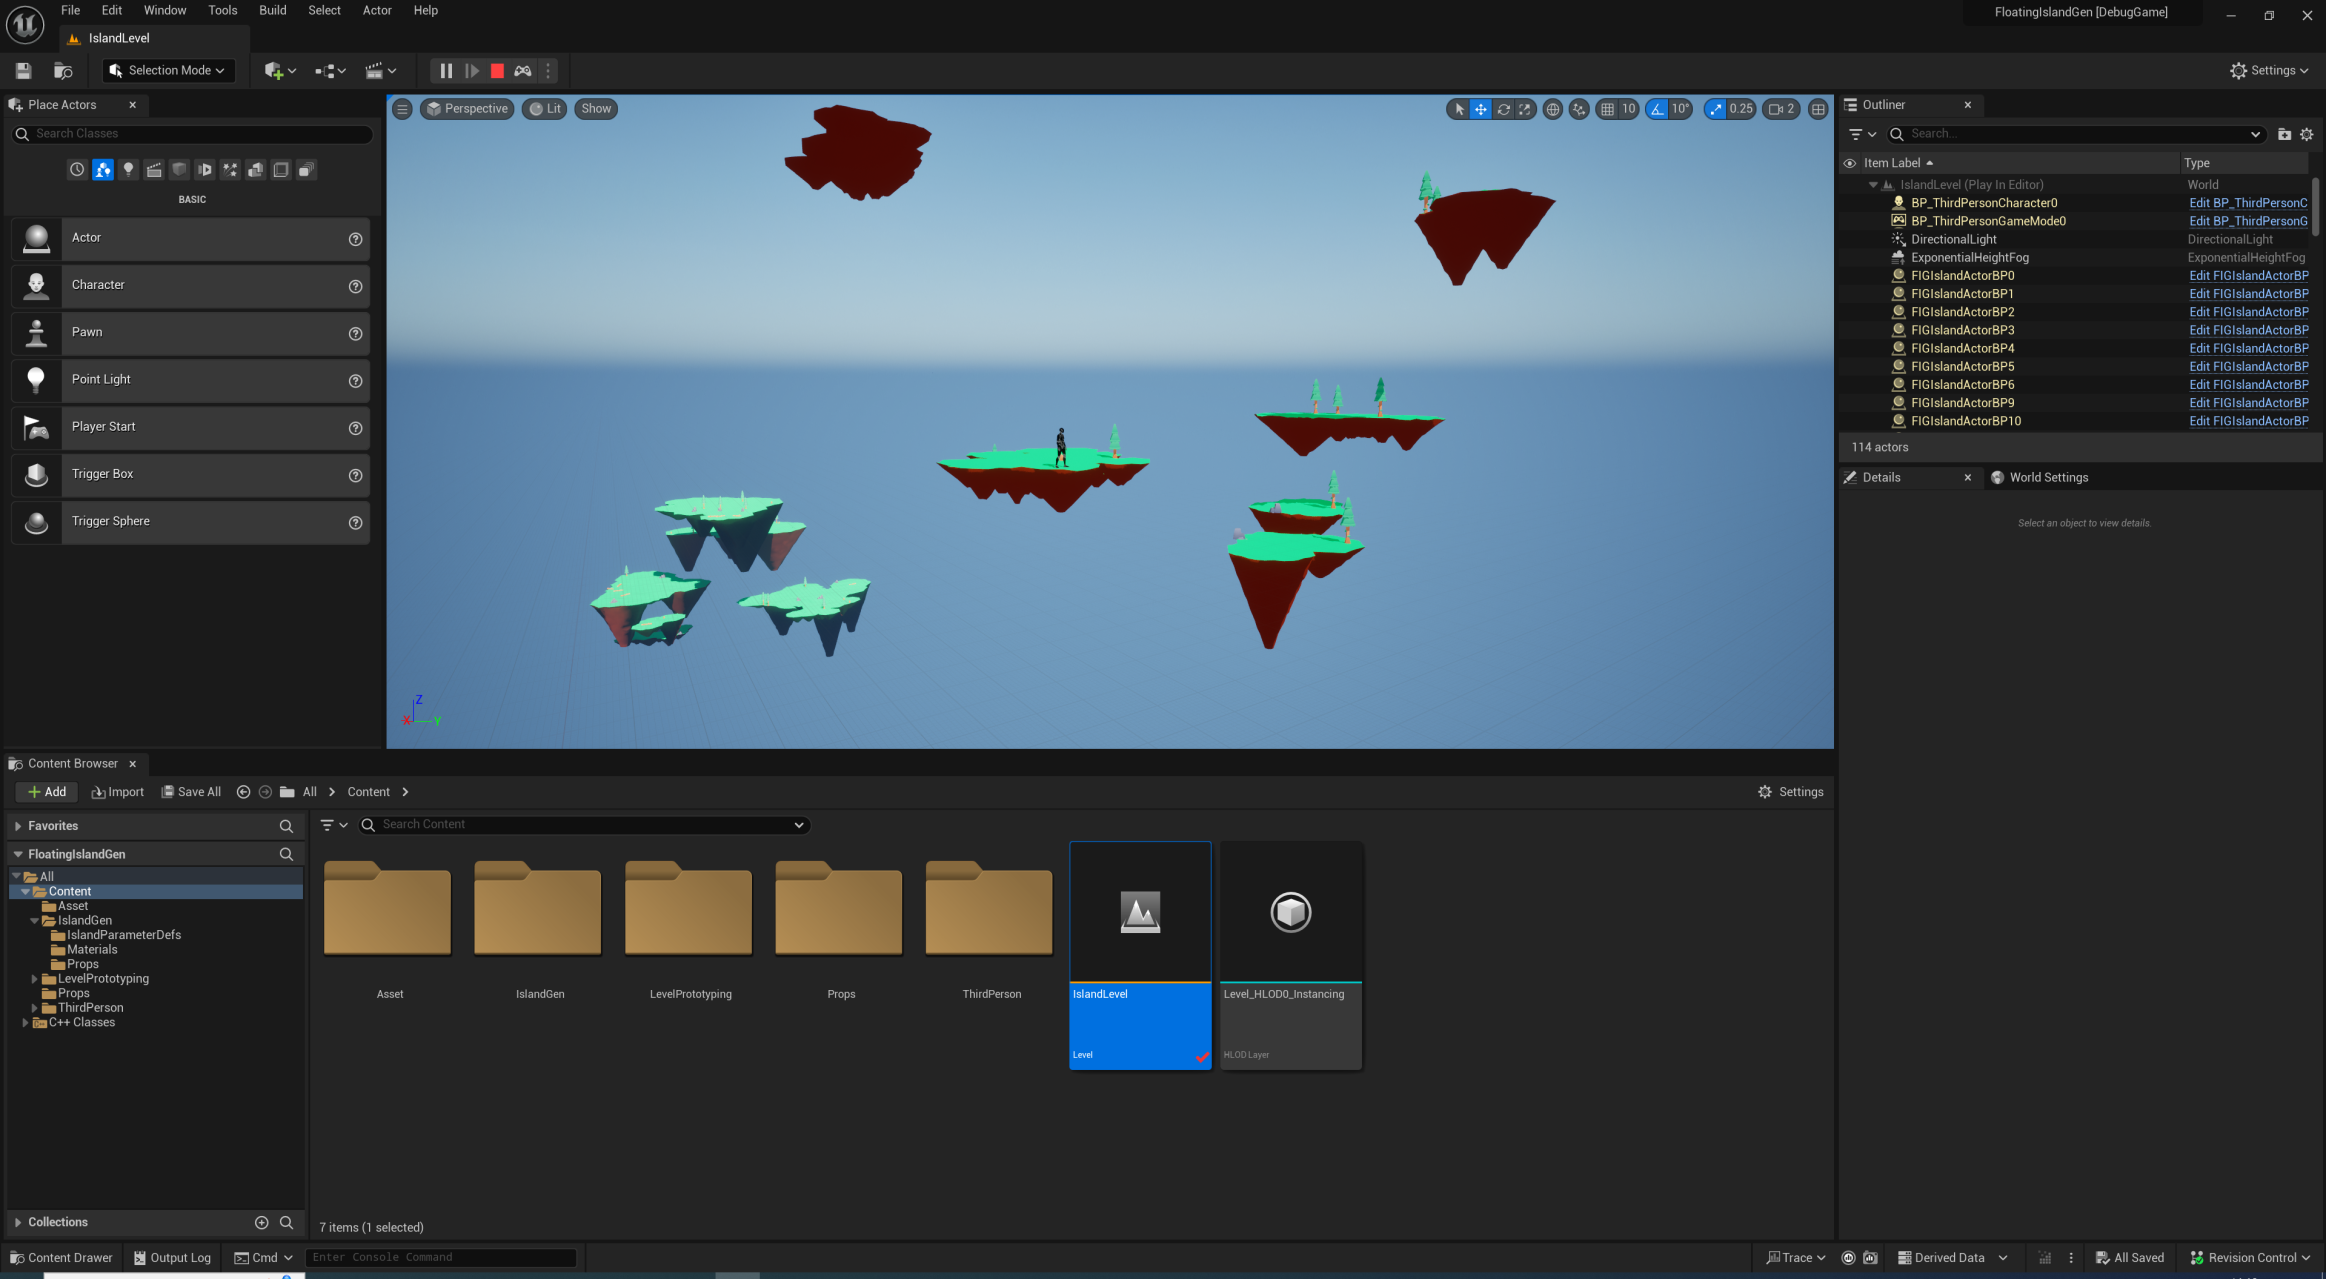 File Edit Window Tools Build Select Actor Help
FloatingIslandGen [DebugGame]
IslandLevel
Selection Mode
Settings
Place Actors
Search Classes
BASIC
Actor
Character
Pawn
Point Light
Player Start
Trigger Box
Trigger Sphere
Perspective Lit Show
10 10° 0.25 2
Z
X Y
Outliner
Search...
Item Label Type
IslandLevel (Play In Editor) World
BP_ThirdPersonCharacter0 Edit BP_ThirdPersonC
BP_ThirdPersonGameMode0 Edit BP_ThirdPersonG
DirectionalLight DirectionalLight
ExponentialHeightFog ExponentialHeightFog
FIGIslandActorBP0 Edit FIGIslandActorBP
FIGIslandActorBP1 Edit FIGIslandActorBP
FIGIslandActorBP2 Edit FIGIslandActorBP
FIGIslandActorBP3 Edit FIGIslandActorBP
FIGIslandActorBP4 Edit FIGIslandActorBP
FIGIslandActorBP5 Edit FIGIslandActorBP
FIGIslandActorBP6 Edit FIGIslandActorBP
FIGIslandActorBP9 Edit FIGIslandActorBP
FIGIslandActorBP10 Edit FIGIslandActorBP
114 actors
Details World Settings
Select an object to view details.
Content Browser
Add Import Save All All Content Settings
Favorites
FloatingIslandGen
All
Content
Asset
IslandGen
IslandParameterDefs
Materials
Props
LevelPrototyping
Props
ThirdPerson
C++ Classes
Collections
Search Content
Asset IslandGen LevelPrototyping Props ThirdPerson IslandLevel Level_HLOD0_Instancing
Level HLOD Layer
7 items (1 selected)
Content Drawer Output Log Cmd Enter Console Command Trace Derived Data All Saved Revision Control